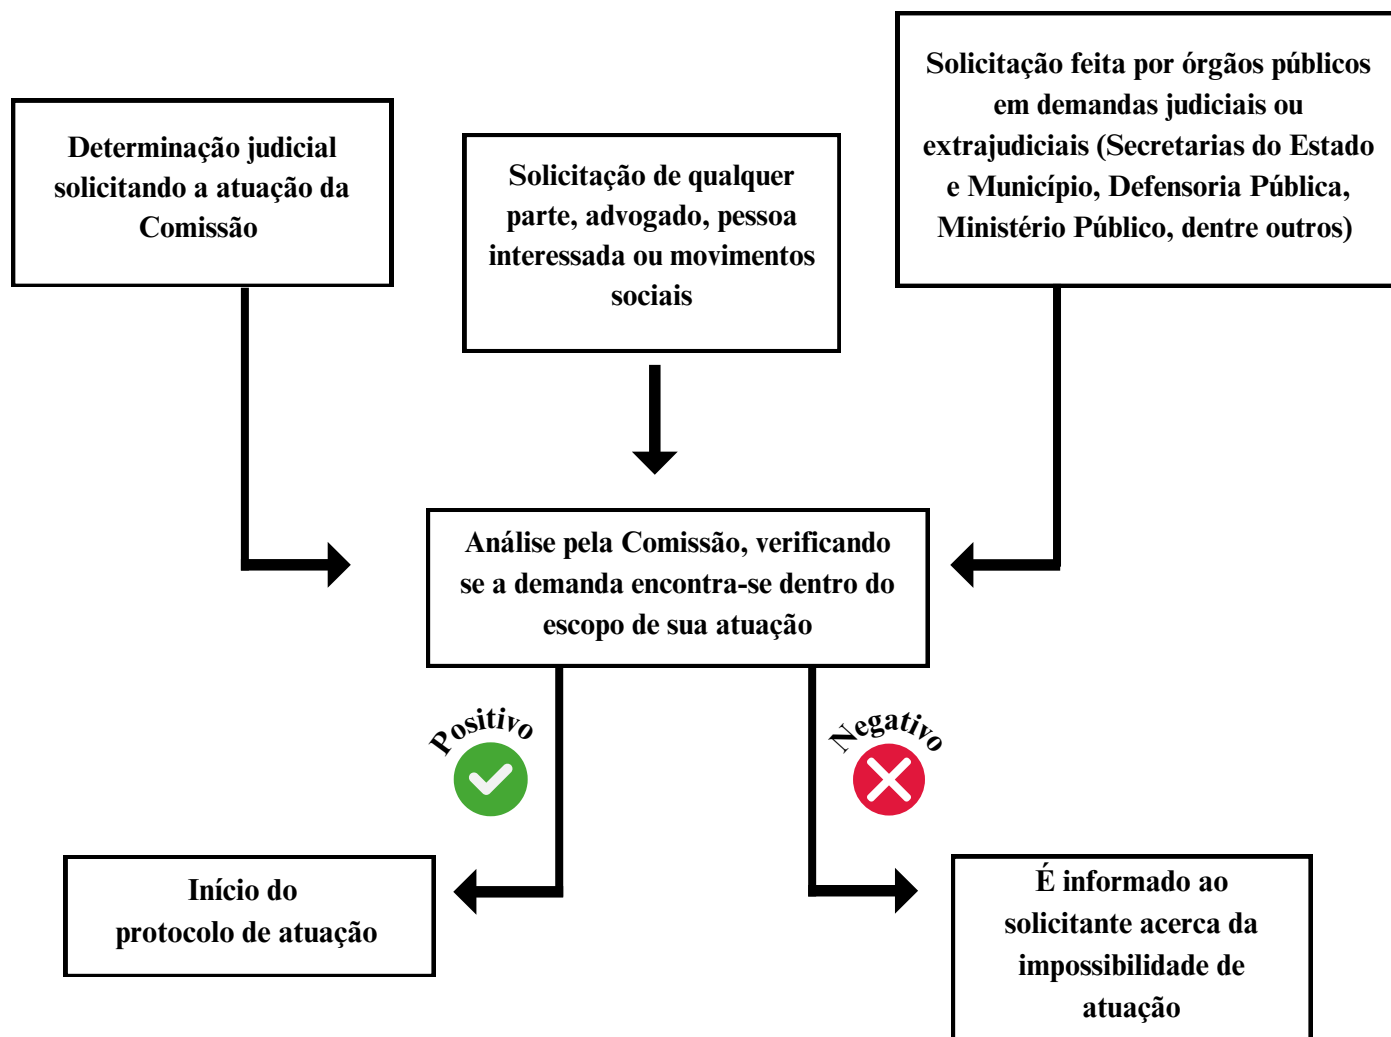 Determinação judicial
solicitando a atuação da
Comissão
Solicitação de qualquer
parte, advogado, pessoa
interessada ou movimentos
sociais
Solicitação feita por órgãos públicos
em demandas judiciais ou
extrajudiciais (Secretarias do Estado
e Município, Defensoria Pública,
Ministério Público, dentre outros)
Análise pela Comissão, verificando
se a demanda encontra-se dentro do
escopo de sua atuação
Positivo
Negativo
Início do
protocolo de atuação
É informado ao
solicitante acerca da
impossibilidade de
atuação